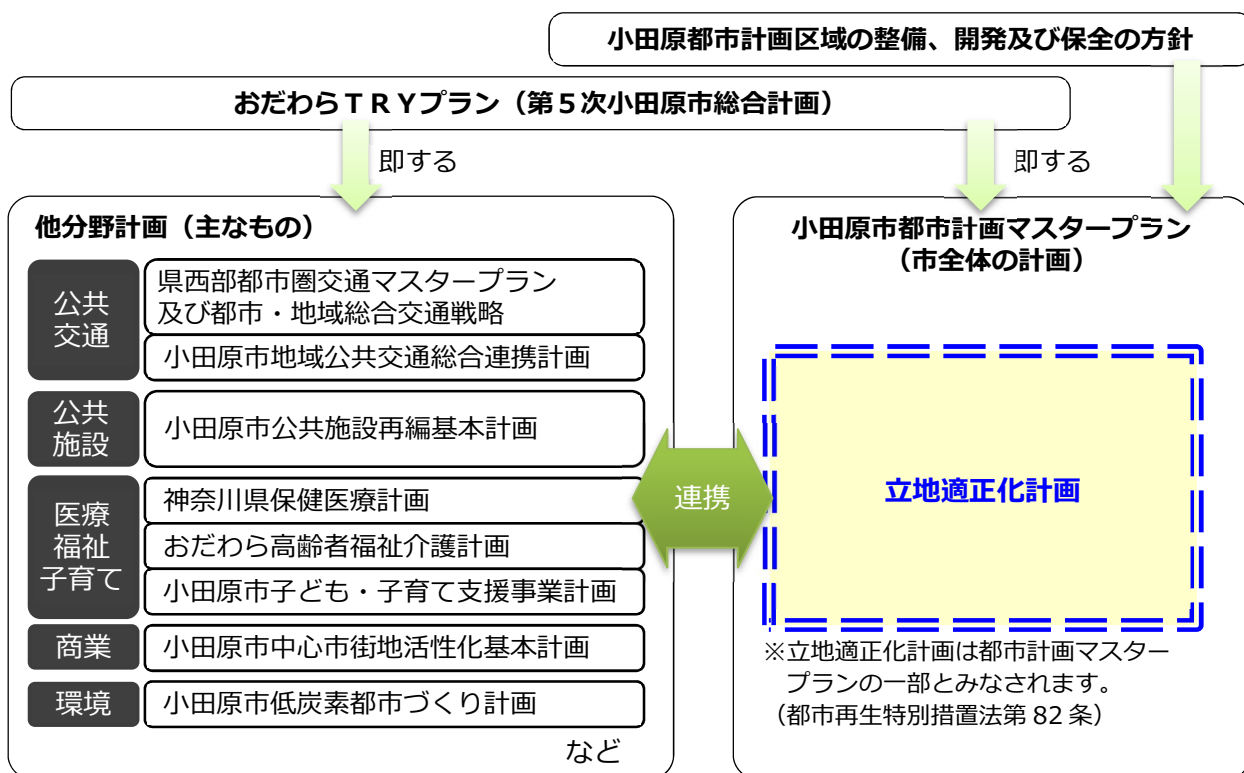 小田原都市計画区域の整備、開発及び保全の方針
おだわらＴＲＹプラン（第５次小田原市総合計画）
即する
即する
他分野計画（主なもの）
公共
交通
県西部都市圏交通マスタープラン
及び都市・地域総合交通戦略
小田原市地域公共交通総合連携計画
公共
施設
小田原市公共施設再編基本計画
医療
福祉
子育て
神奈川県保健医療計画
おだわら高齢者福祉介護計画
小田原市子ども・子育て支援事業計画
商業
小田原市中心市街地活性化基本計画
環境
小田原市低炭素都市づくり計画
など
連携
小田原市都市計画マスタープラン
（市全体の計画）
立地適正化計画
※立地適正化計画は都市計画マスター
プランの一部とみなされます。
（都市再生特別措置法第 82 条）